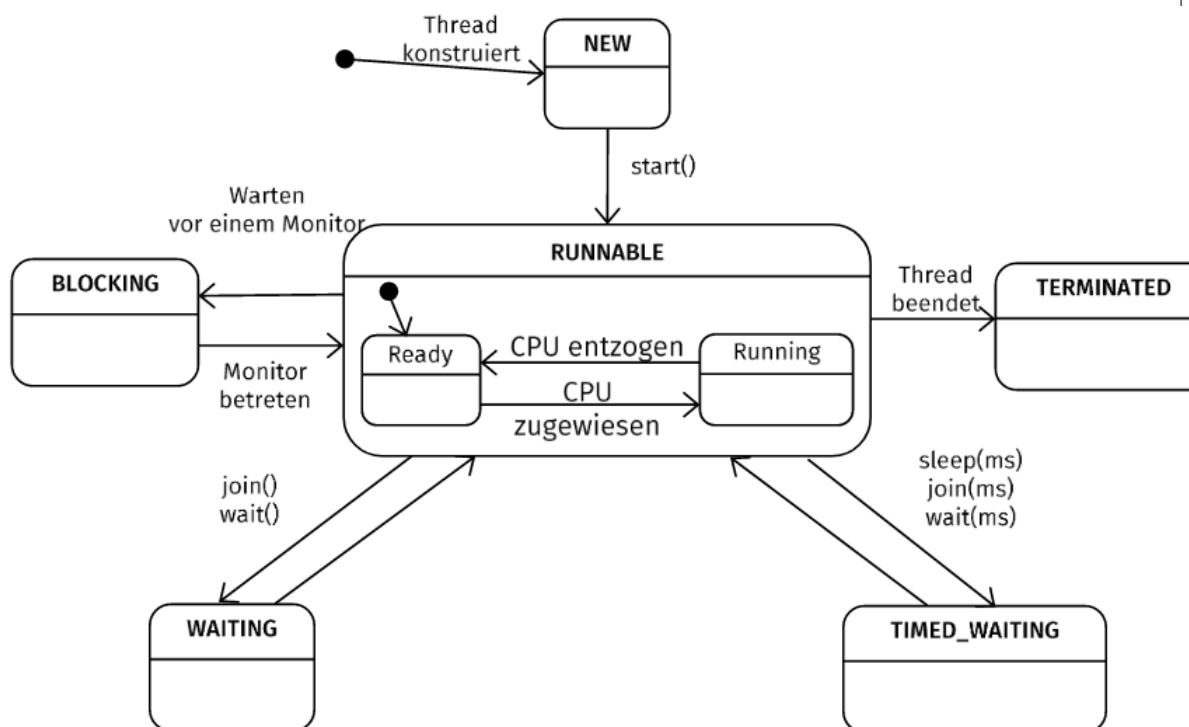 Thread
konstruiert
NEW
start()
Warten
vor einem Monitor
RUNNABLE
BLOCKING
Thread
beendet
TERMINATED
Ready
CPU entzogen
Running
Monitor
betreten
CPU
zugewiesen
join()
wait()
sleep(ms)
join(ms)
wait(ms)
WAITING
TIMED_WAITING